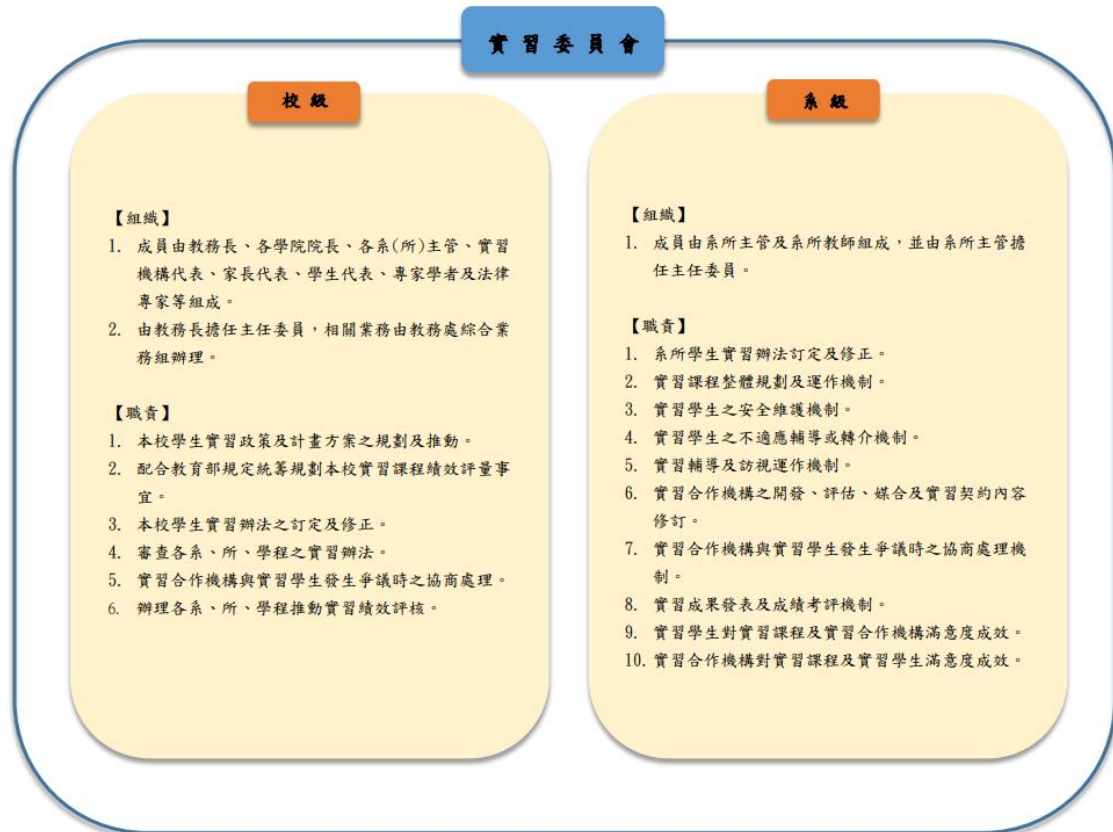 實習委員會
校級
【組織】
1. 成員由教務長、各學院院長、各系(所)主管、實習
機構代表、家長代表、學生代表、專家學者及法律
專家等組成。
2. 由教務長擔任主任委員，相關業務由教務處綜合業
務組辦理。
【職責】
1. 本校學生實習政策及計畫方案之規劃及推動。
2. 配合教育部規定統籌規劃本校實習課程績效評量事
宜。
3. 本校學生實習辦法之訂定及修正。
4. 審查各系、所、學程之實習辦法。
5. 實習合作機構與實習學生發生爭議時之協商處理。
6. 辦理各系、所、學程推動實習績效評核。
系級
【組織】
1. 成員由系所主管及系所教師組成，並由系所主管擔
任主任委員。
【職責】
1. 系所學生實習辦法訂定及修正。
2. 實習課程整體規劃及運作機制。
3. 實習學生之安全維護機制。
4. 實習學生之不適應輔導或轉介機制。
5. 實習輔導及訪視運作機制。
6. 實習合作機構之開發、評估、媒合及實習契約內容
修訂。
7. 實習合作機構與實習學生發生爭議時之協商處理機
制。
8. 實習成果發表及成績考評機制。
9. 實習學生對實習課程及實習合作機構滿意度成效。
10. 實習合作機構對實習課程及實習學生滿意度成效。